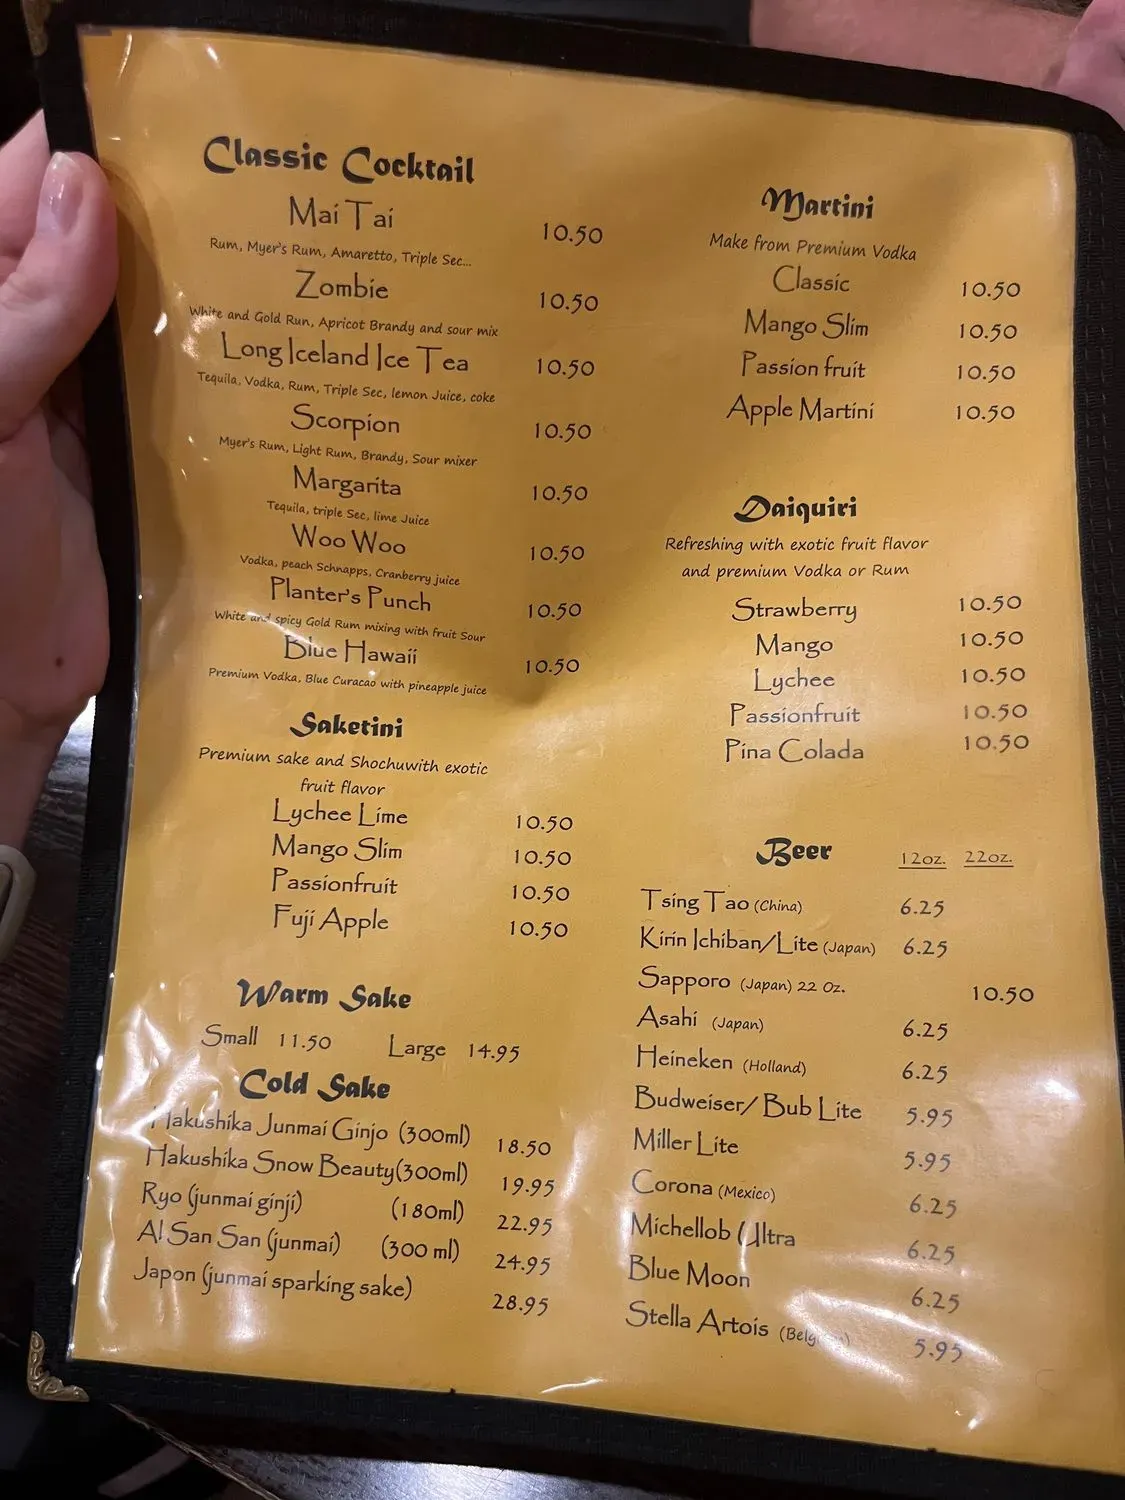 Classic Cocktail
Mai Tai 10.50
Rum, Myer's Rum, Amaretto, Triple Sec...
Zombie 10.50
White and Gold Run, Apricot Brandy and sour mix
Long Iceland Ice Tea 10.50
Tequila, Vodka, Rum, Triple Sec, lemon Juice, coke
Scorpion 10.50
Myer's Rum, Light Rum, Brandy, Sour mixer
Margarita 10.50
Tequila, triple Sec, lime Juice
Woo Woo 10.50
Vodka, peach Schnapps, Cranberry juice
Planter's Punch 10.50
White and spicy Gold Rum mixing with fruit Sour
Blue Hawaii 10.50
Premium Vodka, Blue Curacao with pineapple juice
Saketini
Premium sake and Shochuwith exotic
fruit flavor
Lychee Lime 10.50
Mango Slim 10.50
Passionfruit 10.50
Fuji Apple 10.50
Warm Sake
Small 11.50 Large 14.95
Cold Sake
Hakushika Junmai Ginjo (300ml) 18.50
Hakushika Snow Beauty(300ml) 19.95
Ryo (junmai ginji) (180ml) 22.95
Al San San (junmai) (300 ml) 24.95
Japon (junmai sparking sake) 28.95
Martini
Make from Premium Vodka
Classic 10.50
Mango Slim 10.50
Passion fruit 10.50
Apple Martini 10.50
Daiquiri
Refreshing with exotic fruit flavor
and premium Vodka or Rum
Strawberry 10.50
Mango 10.50
Lychee 10.50
Passionfruit 10.50
Pina Colada 10.50
Beer 12oz. 22oz.
Tsing Tao (China) 6.25
Kirin Ichiban/Lite (Japan) 6.25
Sapporo (Japan) 22 Oz. 10.50
Asahi (Japan) 6.25
Heineken (Holland) 6.25
Budweiser/ Bub Lite 5.95
Miller Lite 5.95
Corona (Mexico) 6.25
Michellob Ultra 6.25
Blue Moon 6.25
Stella Artois 5.95